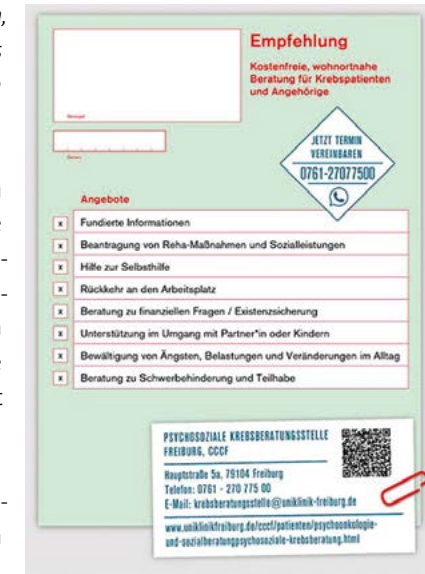 Empfehlung
Kostenfreie, wohnortnahe
Beratung für Krebspatienten
und Angehörige
JETZT TERMIN
VEREINBAREN
0761-27077500
Angebote
x Fundierte Informationen
x Beantragung von Reha-Maßnahmen und Sozialleistungen
x Hilfe zur Selbsthilfe
x Rückkehr an den Arbeitsplatz
x Beratung zu finanziellen Fragen / Existenzsicherung
x Unterstützung im Umgang mit Partner*in oder Kindern
x Bewältigung von Ängsten, Belastungen und Veränderungen im Alltag
x Beratung zu Schwerbehinderung und Teilhabe
PSYCHOSOZIALE KREBSBERATUNGSSTELLE
FREIBURG, CCCF
Hauptstraße 5a, 79104 Freiburg
Telefon: 0761 - 270 775 00
E-Mail: krebsberatungsstelle@uniklinik-freiburg.de
www.uniklinikfreiburg.de/cccf/patienten/psychoonkologie-
und-sozialberatungpsychosoziale-krebsberatung.html